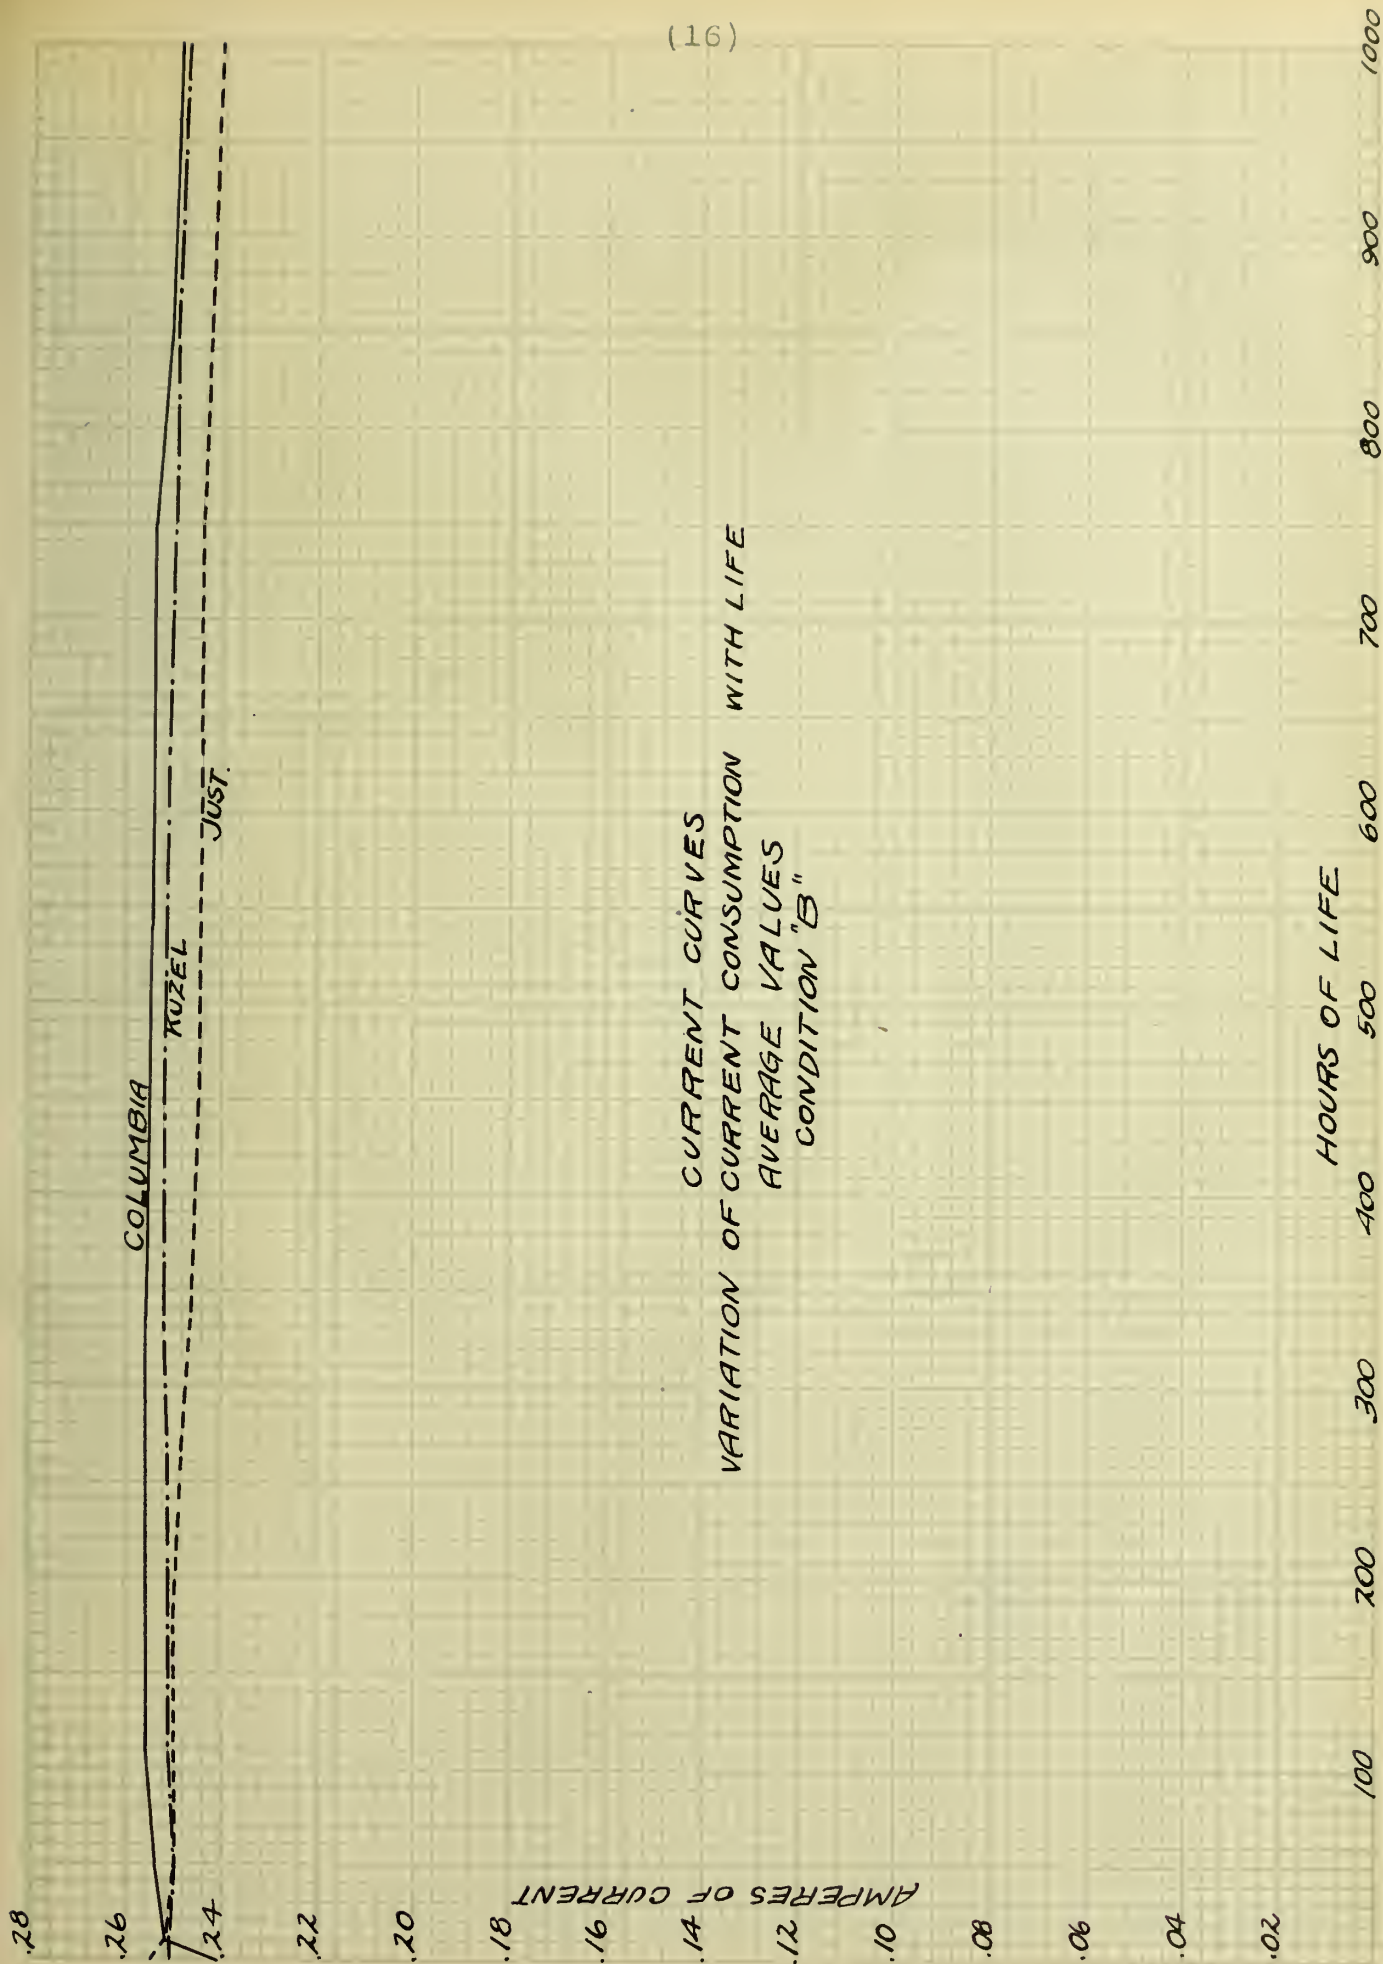 (16)
COLUMBIA
KUZEL
JUST.
CURRENT CURVES
VARIATION OF CURRENT CONSUMPTION WITH LIFE
AVERAGE VALUES
CONDITION "B"
AMPERES OF CURRENT
.28
.26
.24
.22
.20
.18
.16
.14
.12
.10
.08
.06
.04
.02
HOURS OF LIFE
100
200
300
400
500
600
700
800
900
1000